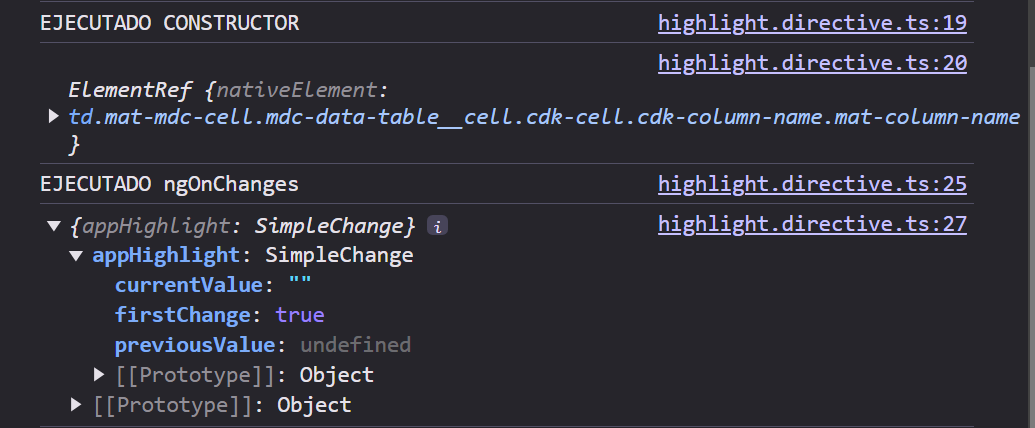 EJECUTADO CONSTRUCTOR highlight.directive.ts:19
highlight.directive.ts:20
ElementRef {nativeElement:
td.mat-mdc-cell.mdc-data-table__cell.cdk-cell.cdk-column-name.mat-column-name
}
EJECUTADO ngOnChanges highlight.directive.ts:25
{appHighlight: SimpleChange} i highlight.directive.ts:27
appHighlight: SimpleChange
currentValue: ""
firstChange: true
previousValue: undefined
[[Prototype]]: Object
[[Prototype]]: Object